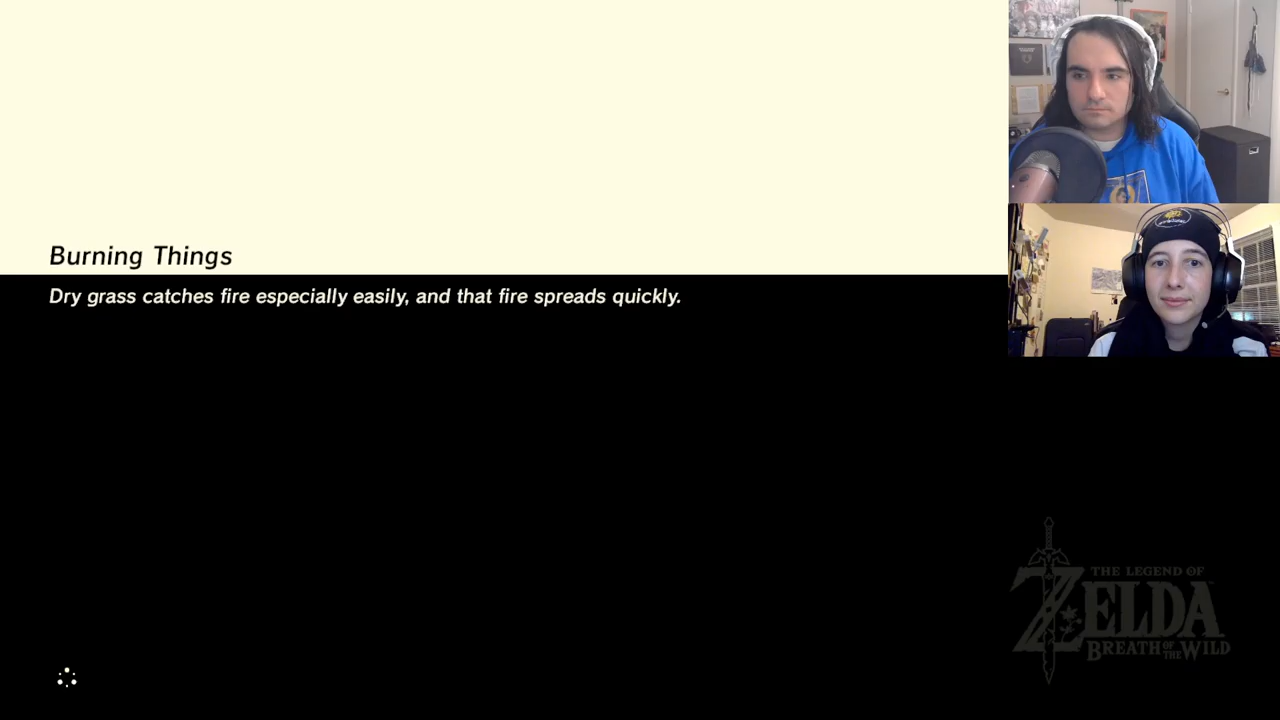 Burning Things
Dry grass catches fire especially easily, and that fire spreads quickly.
THE LEGEND OF
ZELDA
BREATH OF THE WILD